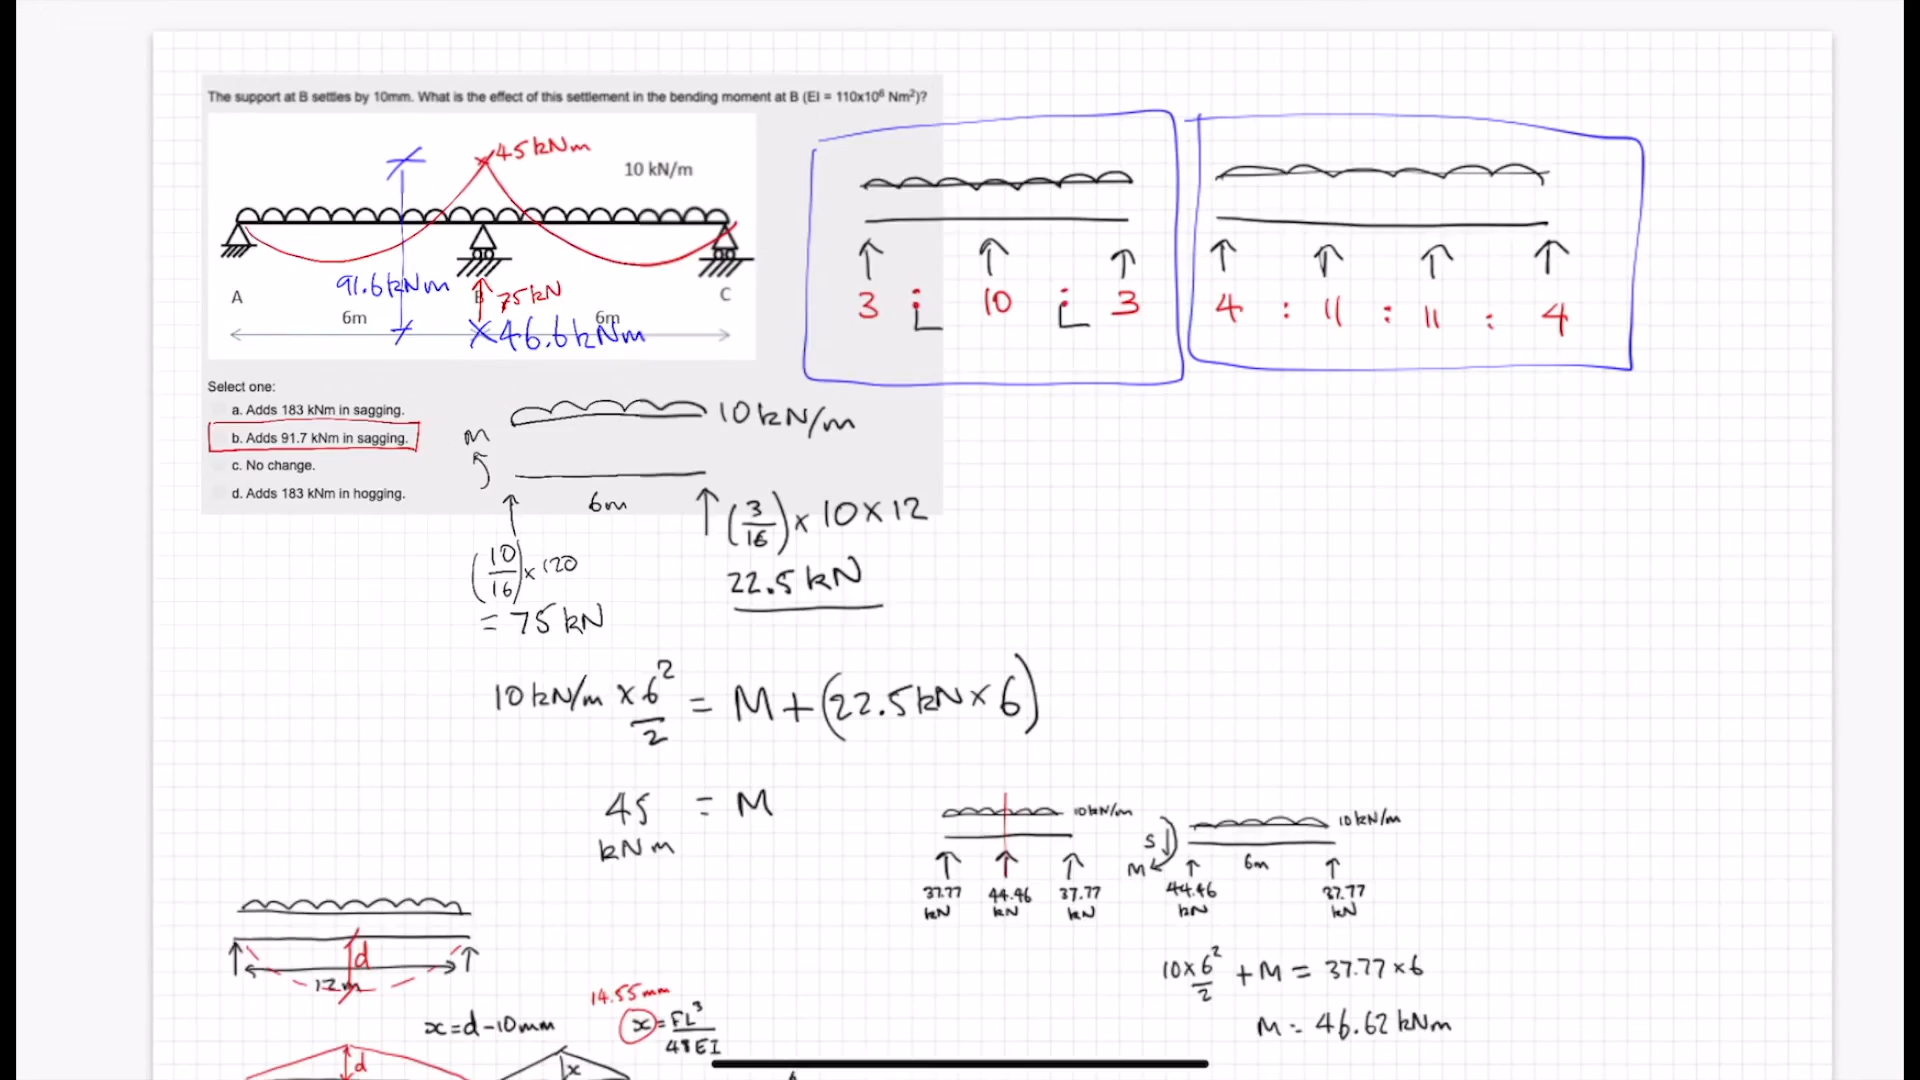 The support at B settles by 10mm. What is the effect of this settlement in the bending moment at B (EI = 110x10⁶ Nm²)?
45 kNm
10 kN/m
91.6kNm
A
B
75kN
C
6m
6m
46.6kNm
3 : 10 : 3
4 : 11 : 11 : 4
Select one:
a. Adds 183 kNm in sagging.
b. Adds 91.7 kNm in sagging.
c. No change.
d. Adds 183 kNm in hogging.
10kN/m
M
6m
(3/16) × 10 × 12
22.5 kN
(10/16) × 120
= 75 kN
10kN/m × 6²/2 = M + (22.5kN × 6)
45 = M
kNm
10kN/m
37.77 kN
44.46 kN
37.77 kN
10kN/m
S
M
6m
44.46 kN
37.77 kN
10×6²/2 + M = 37.77×6
M = 46.62 kNm
d
12m
x = d - 10mm
14.55mm
x = FL³/48EI
d
x